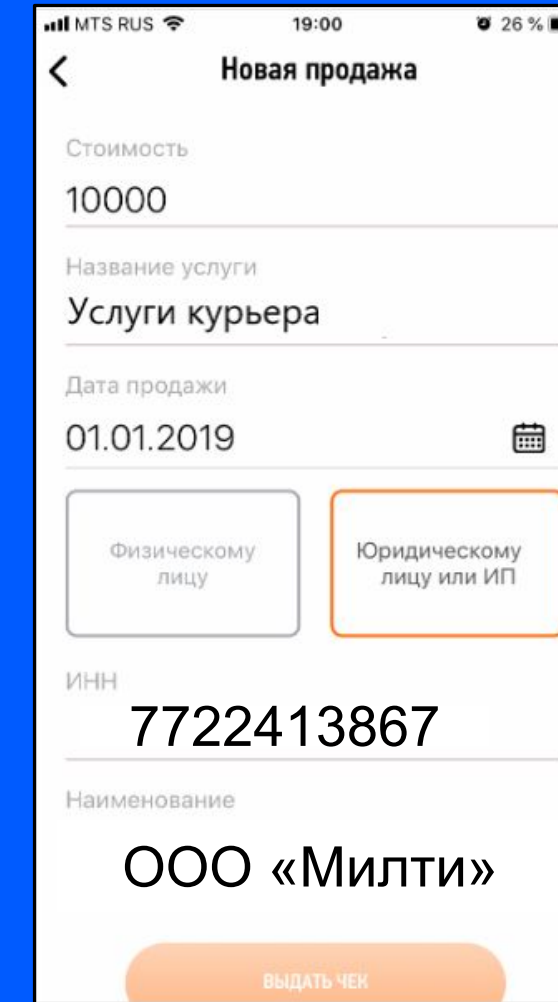 MTS RUS 19:00 26 %
Новая продажа
Стоимость
10000
Название услуги
Услуги курьера
Дата продажи
01.01.2019
Физическому лицу
Юридическому лицу или ИП
ИНН
7722413867
Наименование
ООО «Милти»
ВЫДАТЬ ЧЕК